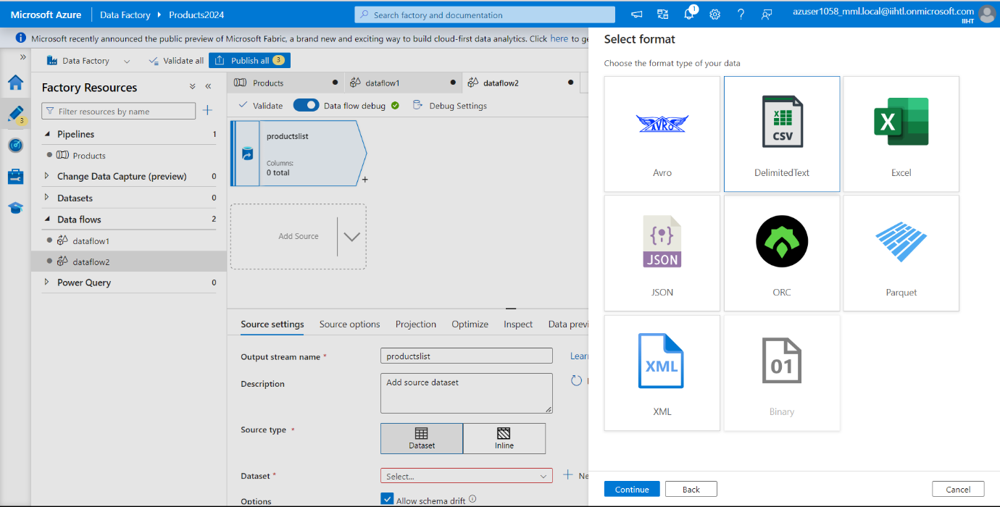 Microsoft Azure
Data Factory
Products2024
Search factory and documentation
1
azuser1058_mml.local@iihtl.onmicrosoft.com
IIHT
Microsoft recently announced the public preview of Microsoft Fabric, a brand new and exciting way to build cloud-first data analytics. Click here to
Data Factory
Validate all
Publish all 3
3
Factory Resources
Filter resources by name
Pipelines 1
Products
Change Data Capture (preview) 0
Datasets 0
Data flows 2
dataflow1
dataflow2
Power Query 0
Products
dataflow1
dataflow2
Validate
Data flow debug
Debug Settings
productslist
Columns:
0 total
+
Add Source
Source settings
Source options
Projection
Optimize
Inspect
Data previ
Output stream name *
productslist
Lear
Description
Add source dataset
Source type *
Dataset
Inline
Dataset *
Select...
Ne
Options
Allow schema drift
Select format
Choose the format type of your data
AVRO
Avro
X
CSV
DelimitedText
X
Excel
JSON
JSON
ORC
Parquet
XML
XML
01
Binary
Continue
Back
Cancel